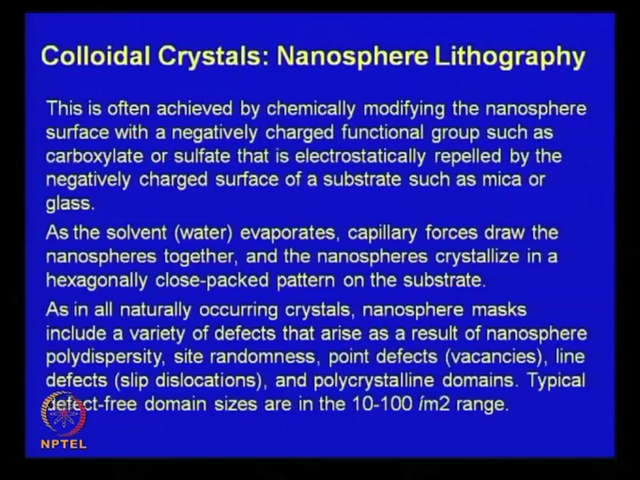 Colloidal Crystals: Nanosphere Lithography
This is often achieved by chemically modifying the nanosphere
surface with a negatively charged functional group such as
carboxylate or sulfate that is electrostatically repelled by the
negatively charged surface of a substrate such as mica or
glass.
As the solvent (water) evaporates, capillary forces draw the
nanospheres together, and the nanospheres crystallize in a
hexagonally close-packed pattern on the substrate.
As in all naturally occurring crystals, nanosphere masks
include a variety of defects that arise as a result of nanosphere
polydispersity, site randomness, point defects (vacancies), line
defects (slip dislocations), and polycrystalline domains. Typical
defect-free domain sizes are in the 10-100 ím2 range.
NPTEL